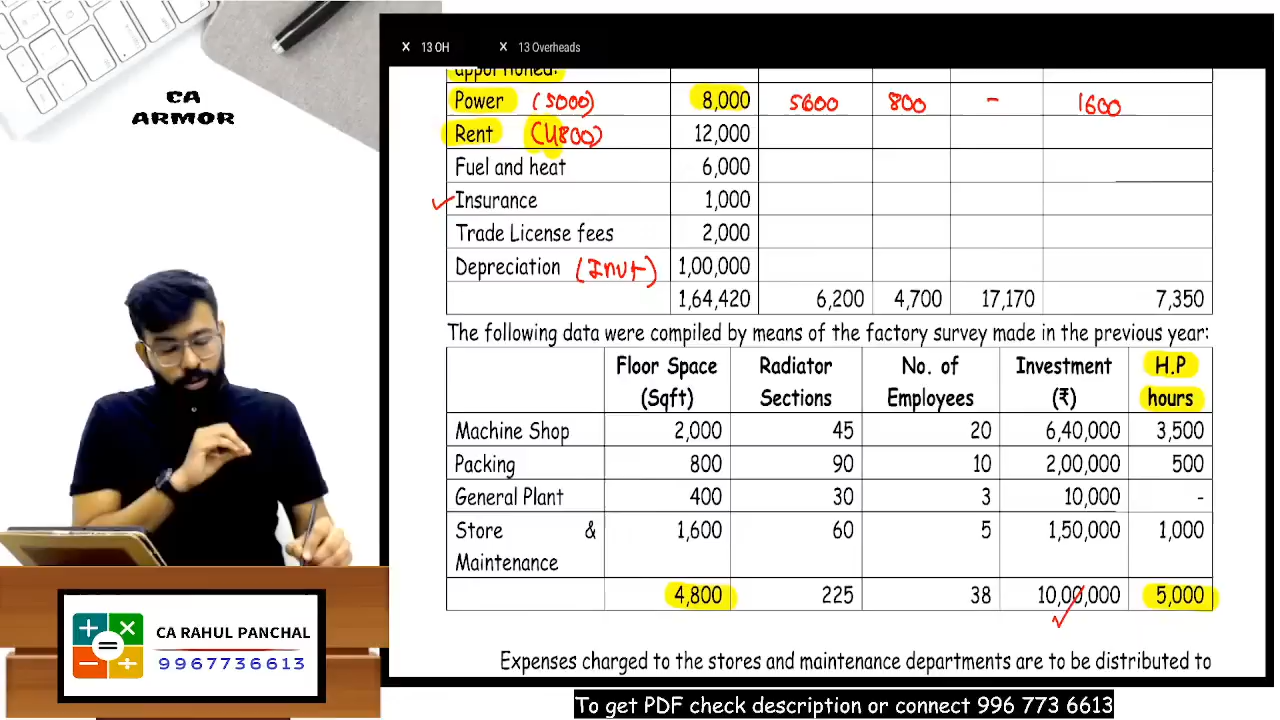 CA
ARMOR
× 13 OH × 13 Overheads
apportioned:
Power (5000) 8,000 5600 800 - 1600
Rent (4800) 12,000
Fuel and heat 6,000
Insurance 1,000
Trade License fees 2,000
Depreciation (Invt) 1,00,000
1,64,420 6,200 4,700 17,170 7,350
The following data were compiled by means of the factory survey made in the previous year:
Floor Space (Sqft) Radiator Sections No. of Employees Investment (₹) H.P hours
Machine Shop 2,000 45 20 6,40,000 3,500
Packing 800 90 10 2,00,000 500
General Plant 400 30 3 10,000 -
Store & Maintenance 1,600 60 5 1,50,000 1,000
4,800 225 38 10,00,000 5,000
Expenses charged to the stores and maintenance departments are to be distributed to
CA RAHUL PANCHAL
9967736613
To get PDF check description or connect 996 773 6613